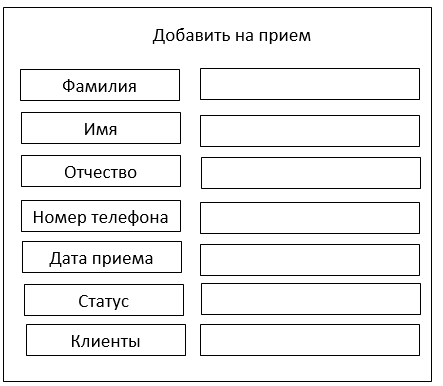 Добавить на прием
Фамилия
Имя
Отчество
Номер телефона
Дата приема
Статус
Клиенты